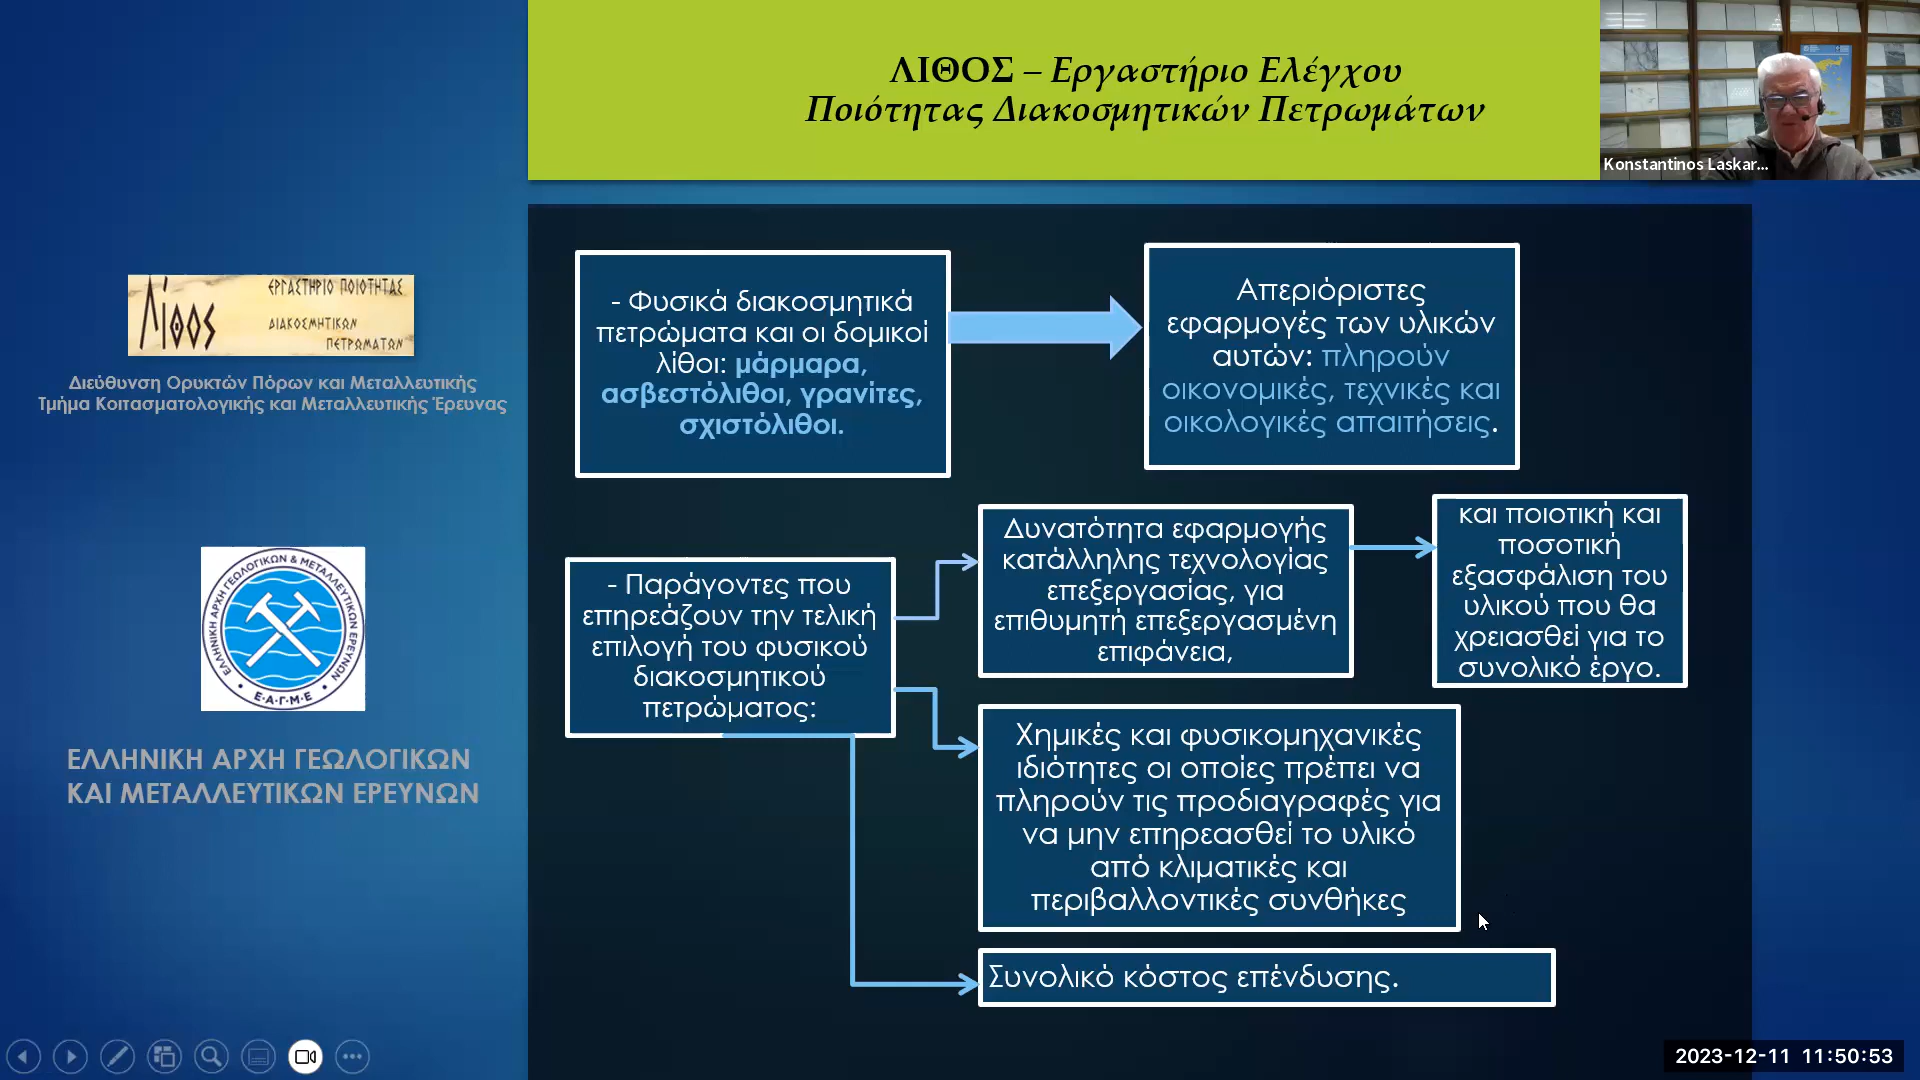 ΛΙΘΟΣ – Εργαστήριο Ελέγχου
Ποιότητας Διακοσμητικών Πετρωμάτων
Konstantinos Laskar...
Λίθος
ΕΡΓΑΣΤΗΡΙΟ ΠΟΙΟΤΗΤΑΣ
ΔΙΑΚΟΣΜΗΤΙΚΩΝ
ΠΕΤΡΩΜΑΤΩΝ
Διεύθυνση Ορυκτών Πόρων και Μεταλλευτικής
Τμήμα Κοιτασματολογικής και Μεταλλευτικής Έρευνας
ΕΛΛΗΝΙΚΗ ΑΡΧΗ ΓΕΩΛΟΓΙΚΩΝ & ΜΕΤΑΛΛΕΥΤΙΚΩΝ ΕΡΕΥΝΩΝ
• Ε•Α•Γ•Μ•Ε •
ΕΛΛΗΝΙΚΗ ΑΡΧΗ ΓΕΩΛΟΓΙΚΩΝ
ΚΑΙ ΜΕΤΑΛΛΕΥΤΙΚΩΝ ΕΡΕΥΝΩΝ
- Φυσικά διακοσμητικά
πετρώματα και οι δομικοί
λίθοι: μάρμαρα,
ασβεστόλιθοι, γρανίτες,
σχιστόλιθοι.
Απεριόριστες
εφαρμογές των υλικών
αυτών: πληρούν
οικονομικές, τεχνικές και
οικολογικές απαιτήσεις.
- Παράγοντες που
επηρεάζουν την τελική
επιλογή του φυσικού
διακοσμητικού
πετρώματος:
Δυνατότητα εφαρμογής
κατάλληλης τεχνολογίας
επεξεργασίας, για
επιθυμητή επεξεργασμένη
επιφάνεια,
και ποιοτική και
ποσοτική
εξασφάλιση του
υλικού που θα
χρειασθεί για το
συνολικό έργο.
Χημικές και φυσικομηχανικές
ιδιότητες οι οποίες πρέπει να
πληρούν τις προδιαγραφές για
να μην επηρεασθεί το υλικό
από κλιματικές και
περιβαλλοντικές συνθήκες
Συνολικό κόστος επένδυσης.
2023-12-11 11:50:53